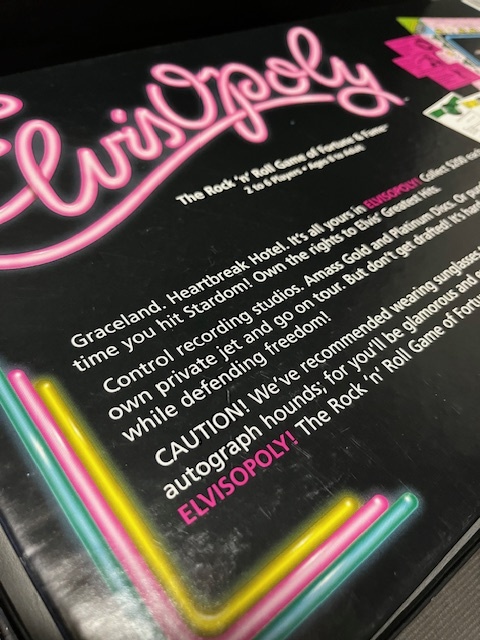 ElvisOpoly
The Rock 'n' Roll Game of Fortune & Fame
2 to 6 Players • Ages 8 to Adult
Graceland. Heartbreak Hotel. It's all yours in ELVISOPOLY! Collect $200
time you hit Stardom! Own the rights to Elvis' Greatest Hits.
Control recording studios. Amass Gold and Platinum Discs. Or
own private jet and go on tour. But don't get drafted! It's
while defending freedom!
CAUTION! We've recommended wearing sunglasses
autograph hounds; for you'll be glamorous and
ELVISOPOLY! The Rock 'n' Roll Game of